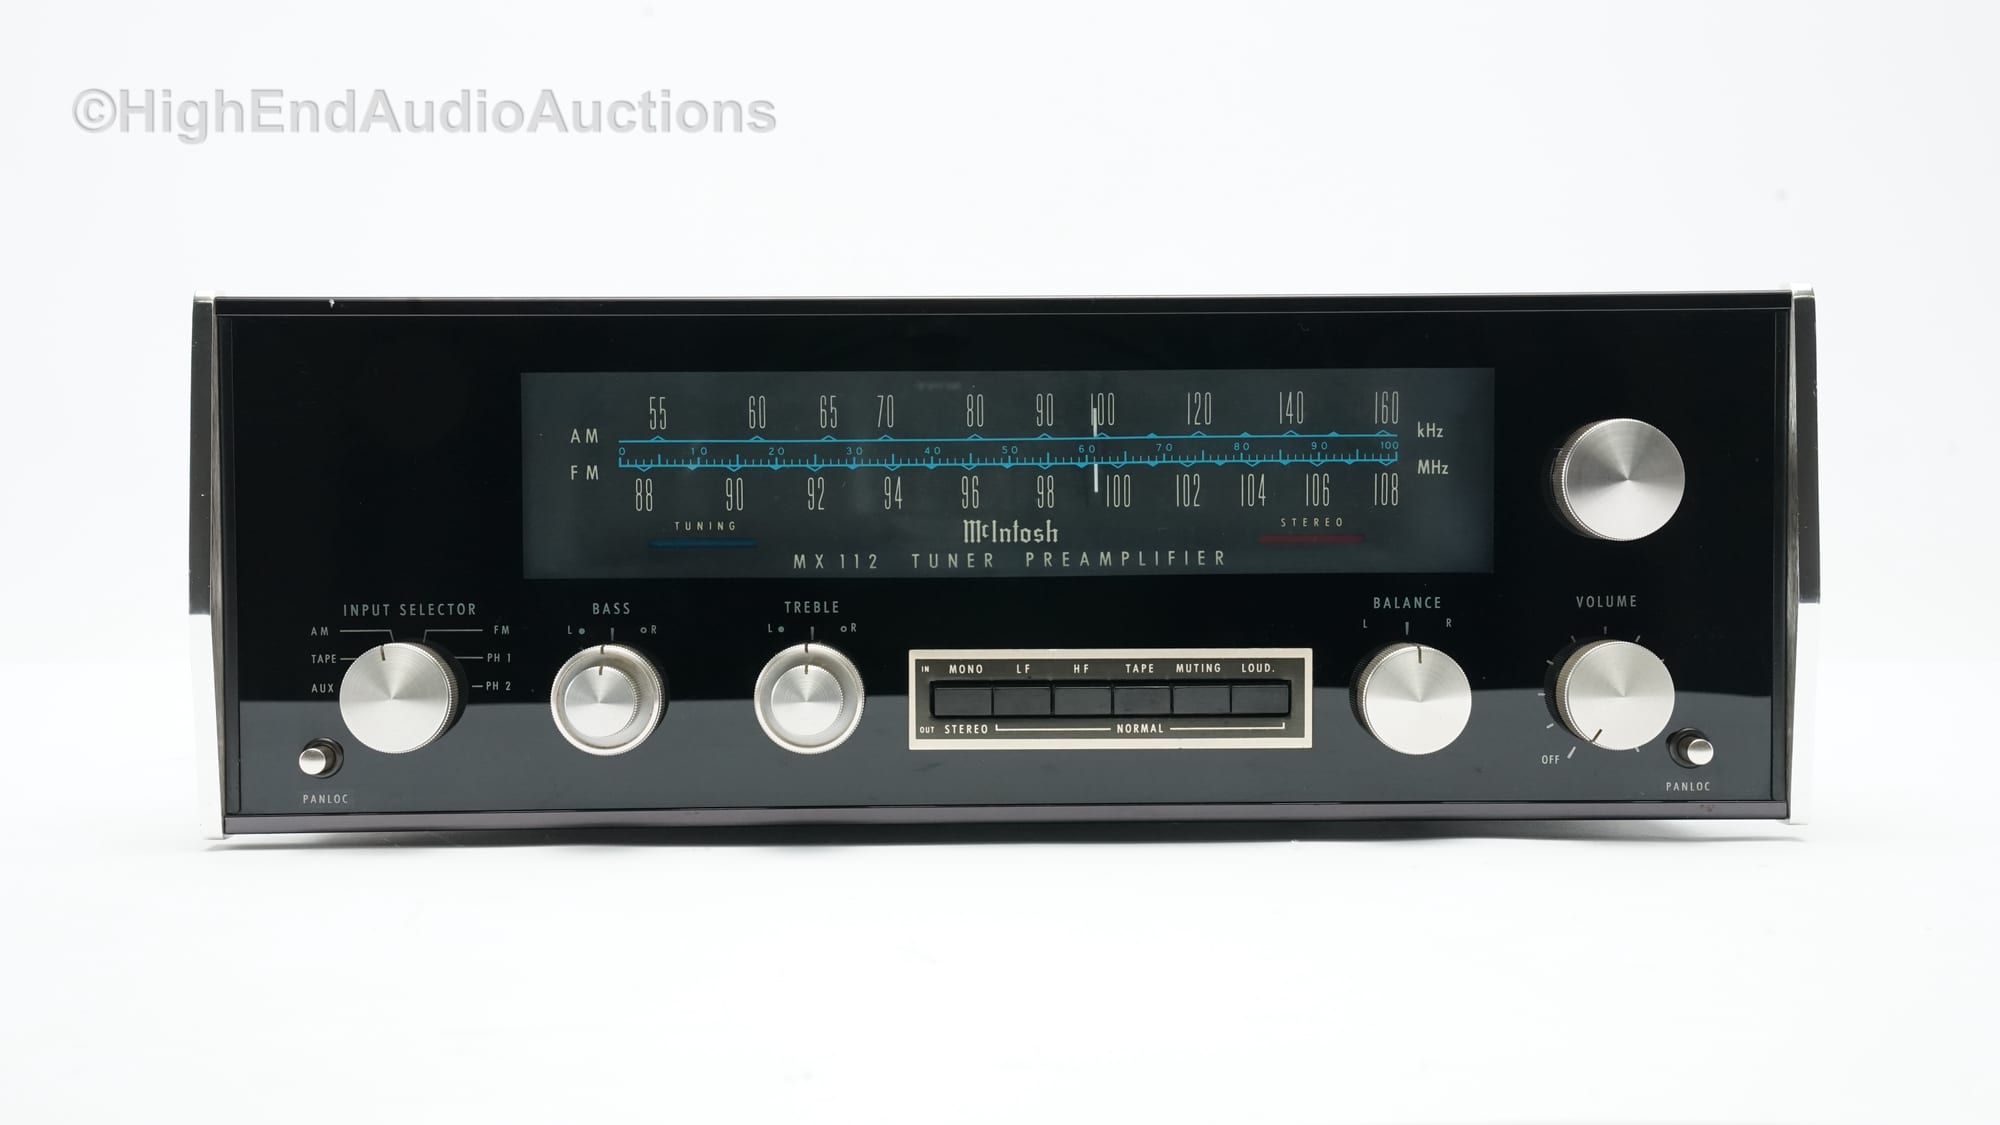 ©HighEndAudioAuctions
55 60 65 70 80 90 100 120 140 160
AM kHz
0 10 20 30 40 50 60 70 80 90 100
FM MHz
88 90 92 94 96 98 100 102 104 106 108
TUNING STEREO
McIntosh
MX 112 TUNER PREAMPLIFIER
INPUT SELECTOR
AM FM
TAPE PH 1
AUX PH 2
PANLOC
BASS
L R
TREBLE
L R
IN MONO LF HF TAPE MUTING LOUD.
OUT STEREO NORMAL
BALANCE
L R
VOLUME
OFF
PANLOC